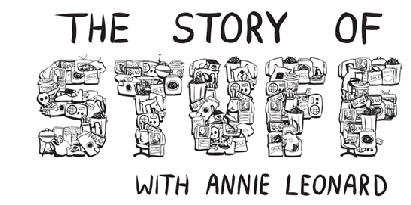 THE STORY OF
STUFF
WITH ANNIE LEONARD